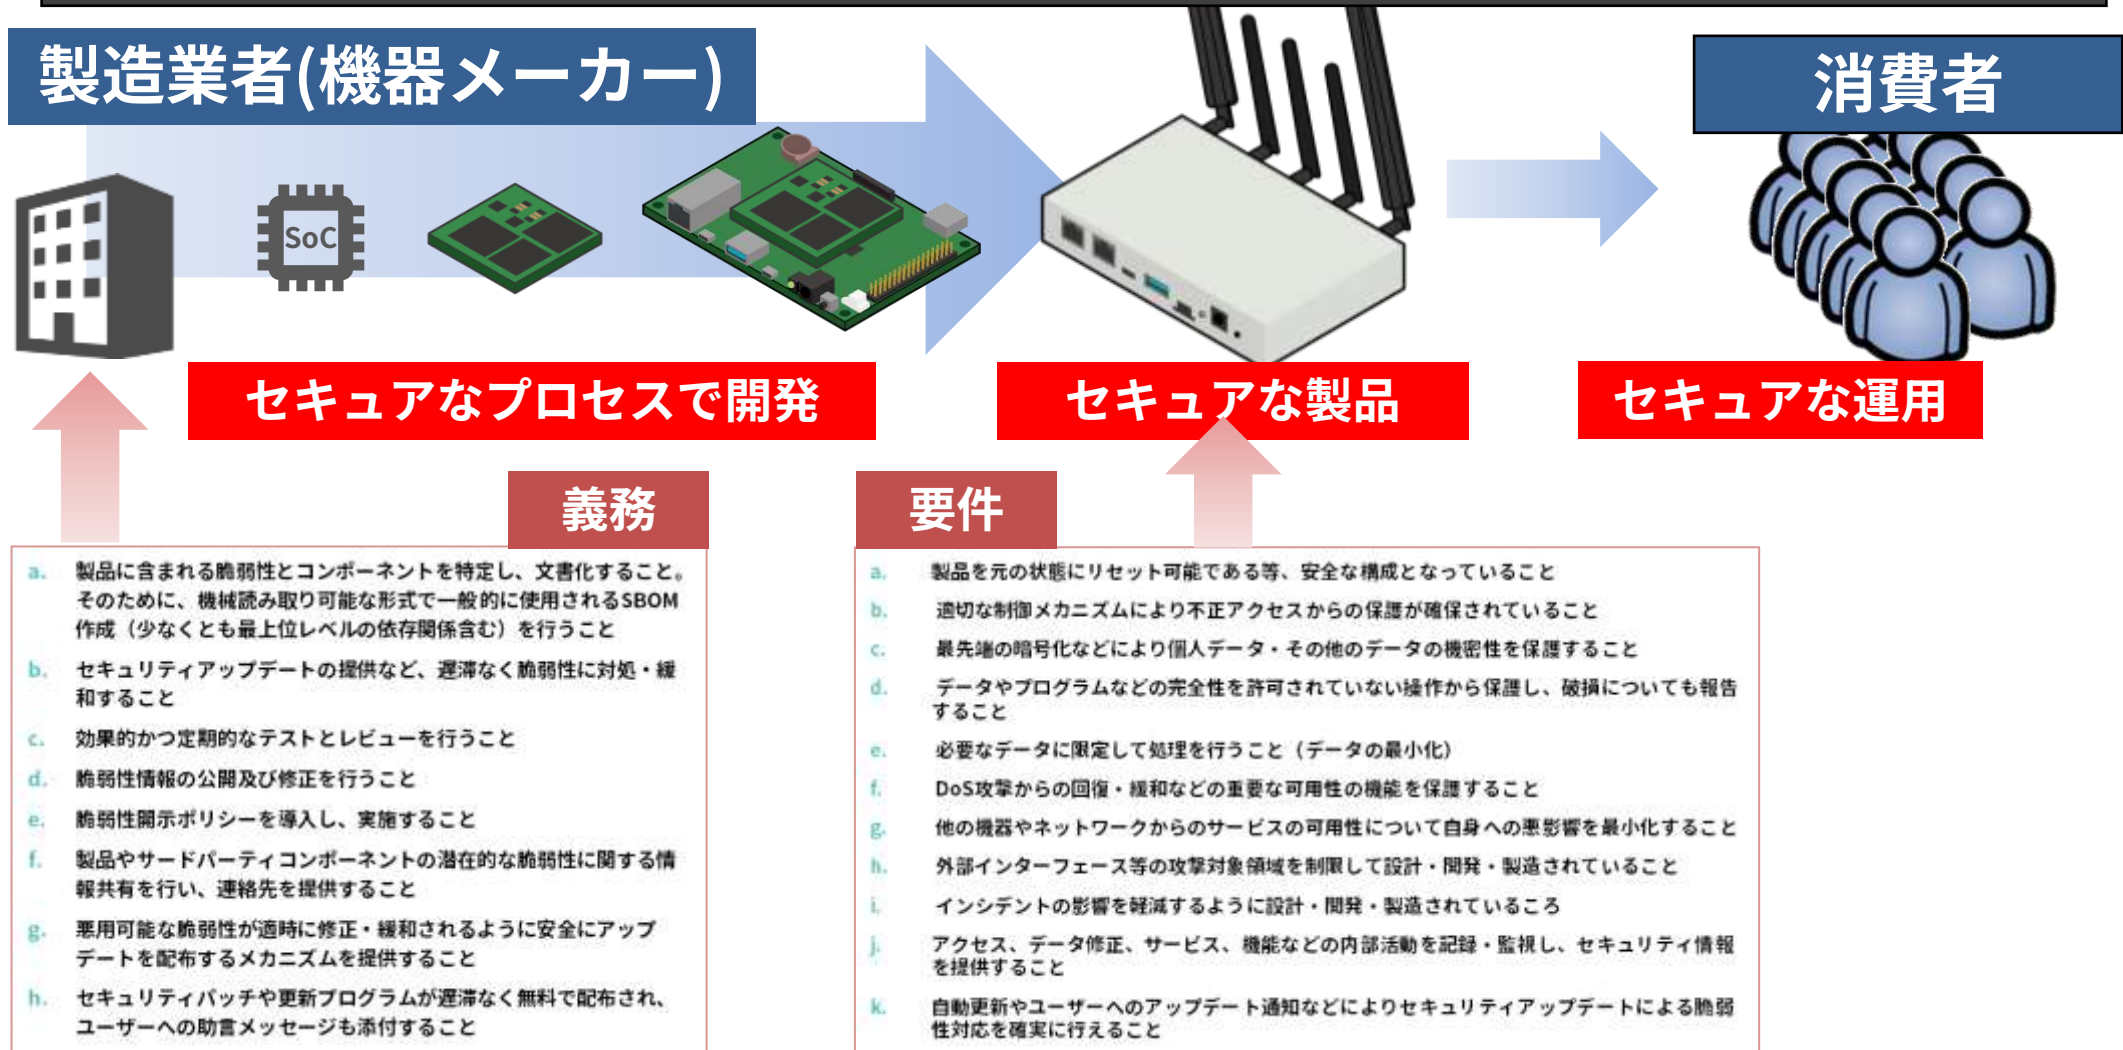 製造業者(機器メーカー)
消費者
SoC
セキュアなプロセスで開発
セキュアな製品
セキュアな運用
義務
a. 製品に含まれる脆弱性とコンポーネントを特定し、文書化すること。
そのために、機械読み取り可能な形式で一般的に使用されるSBOM
作成（少なくとも最上位レベルの依存関係含む）を行うこと
b. セキュリティアップデートの提供など、遅滞なく脆弱性に対処・緩
和すること
c. 効果的かつ定期的なテストとレビューを行うこと
d. 脆弱性情報の公開及び修正を行うこと
e. 脆弱性開示ポリシーを導入し、実施すること
f. 製品やサードパーティコンポーネントの潜在的な脆弱性に関する情
報共有を行い、連絡先を提供すること
g. 悪用可能な脆弱性が適時に修正・緩和されるように安全にアップ
デートを配布するメカニズムを提供すること
h. セキュリティパッチや更新プログラムが遅滞なく無料で配布され、
ユーザーへの助言メッセージも添付すること
要件
a. 製品を元の状態にリセット可能である等、安全な構成となっていること
b. 適切な制御メカニズムにより不正アクセスからの保護が確保されていること
c. 最先端の暗号化などにより個人データ・その他のデータの機密性を保護すること
d. データやプログラムなどの完全性を許可されていない操作から保護し、破損についても報告
すること
e. 必要なデータに限定して処理を行うこと（データの最小化）
f. DoS攻撃からの回復・緩和などの重要な可用性の機能を保護すること
g. 他の機器やネットワークからのサービスの可用性について自身への悪影響を最小化すること
h. 外部インターフェース等の攻撃対象領域を制限して設計・開発・製造されていること
i. インシデントの影響を軽減するように設計・開発・製造されているころ
j. アクセス、データ修正、サービス、機能などの内部活動を記録・監視し、セキュリティ情報
を提供すること
k. 自動更新やユーザーへのアップデート通知などによりセキュリティアップデートによる脆弱
性対応を確実に行えること